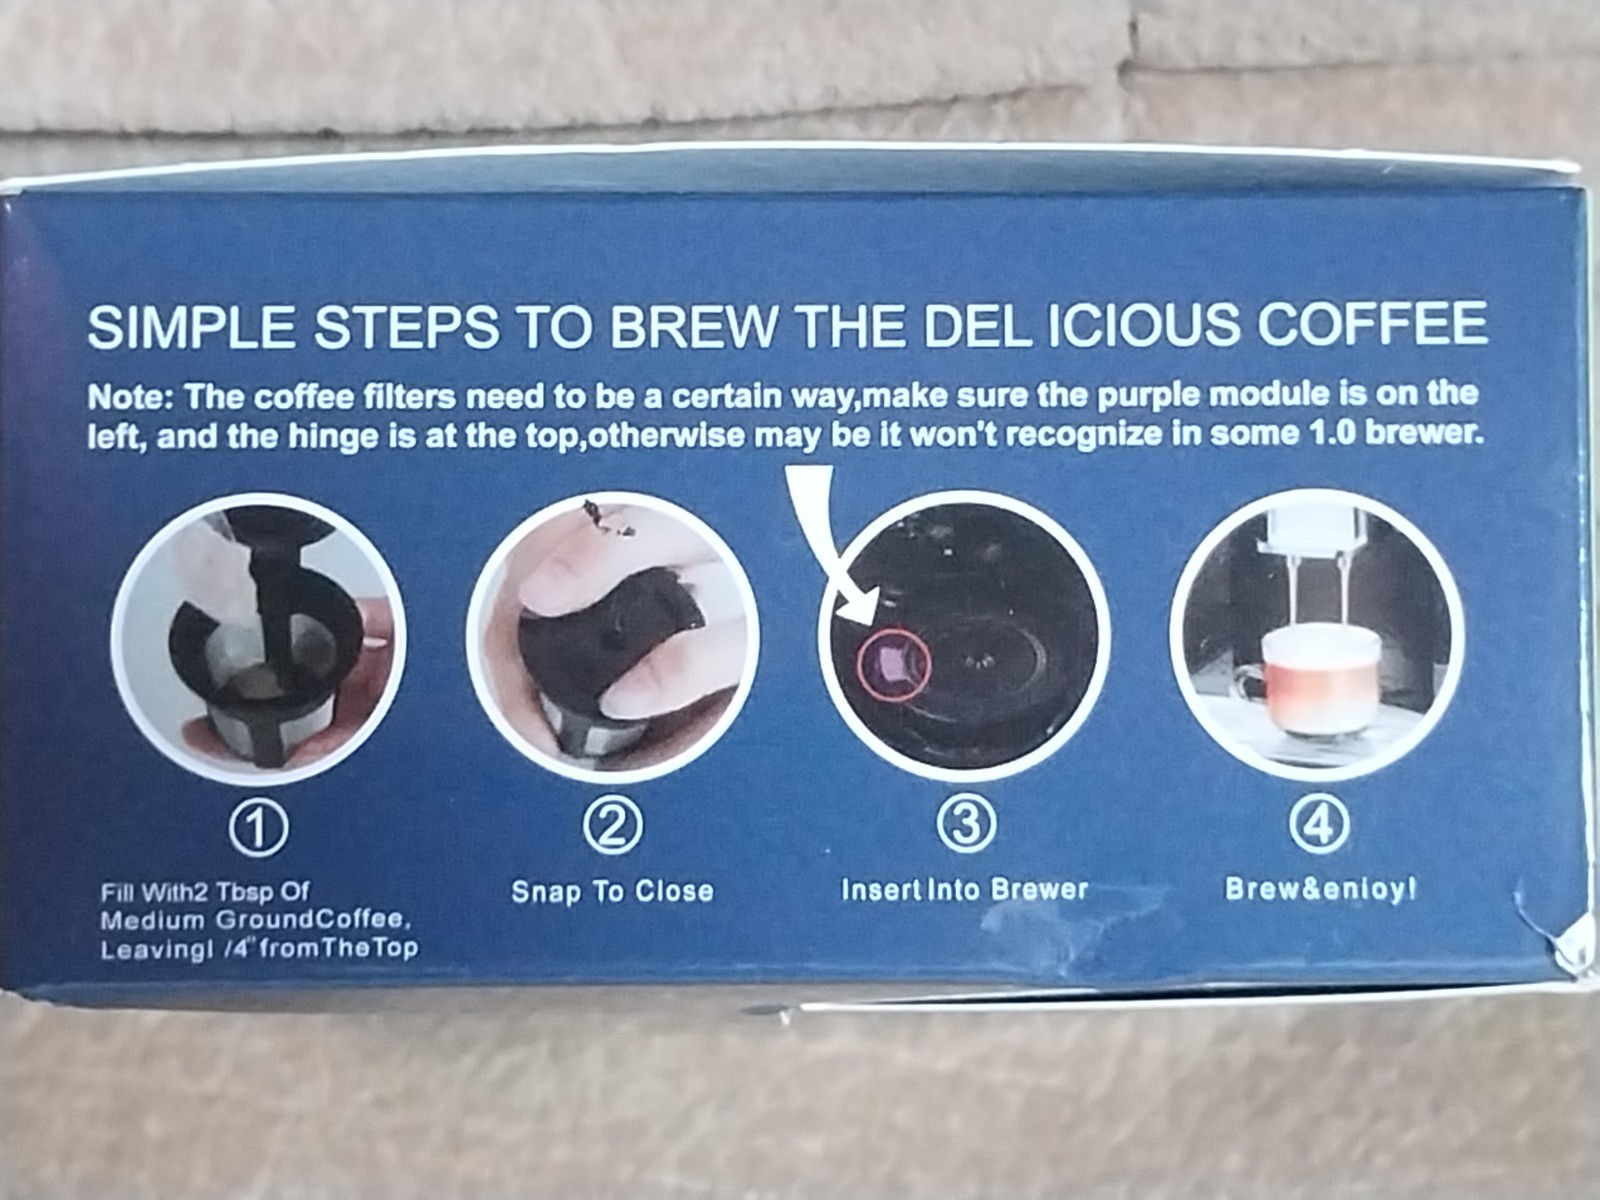 SIMPLE STEPS TO BREW THE DEL ICIOUS COFFEE
Note: The coffee filters need to be a certain way,make sure the purple module is on the
left, and the hinge is at the top,otherwise may be it won't recognize in some 1.0 brewer.
① ② ③ ④
Fill With2 Tbsp Of
Medium GroundCoffee,
Leavingl /4"fromTheTop
Snap To Close
InsertInto Brewer
Brew&enioy!